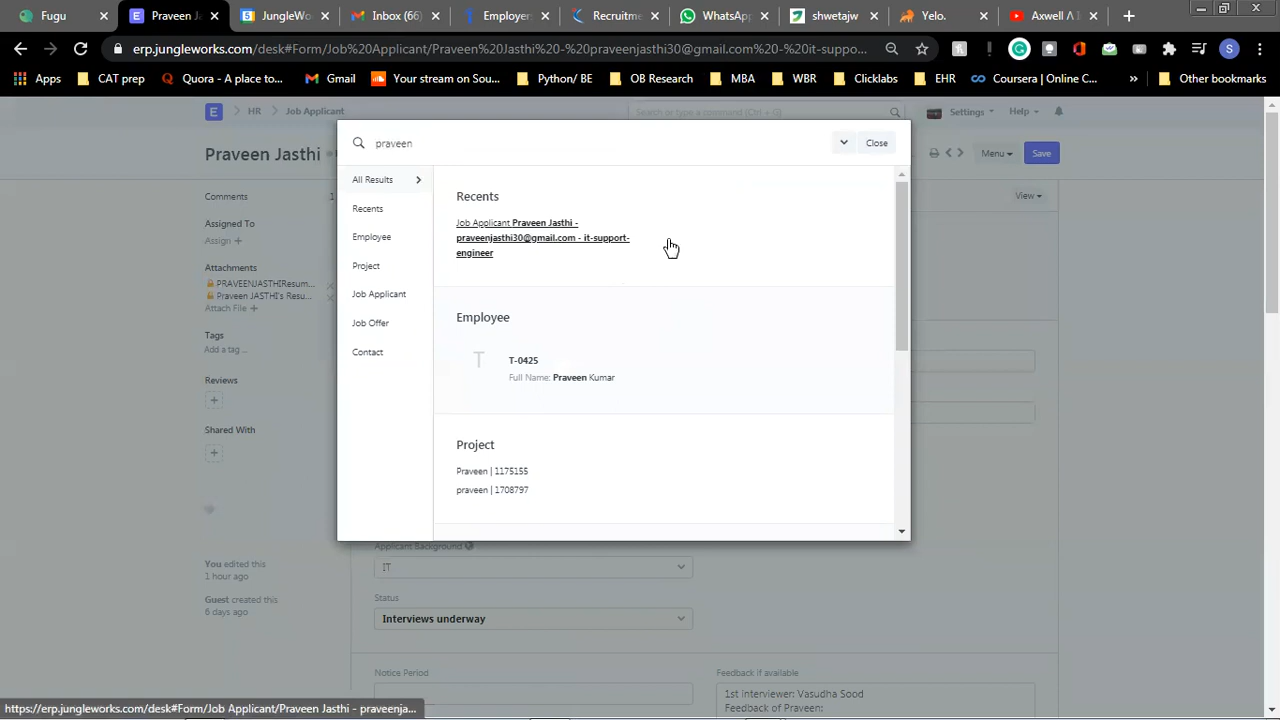 Fugu
Praveen Ja
JungleWo
Inbox (66)
Employer
Recruitme
WhatsApp
shwetajw
Yelo.
Axwell Λ I
erp.jungleworks.com/desk#Form/Job%20Applicant/Praveen%20Jasthi%20-%20praveenjasthi30@gmail.com%20-%20it-suppo...
S
Apps
CAT prep
Quora - A place to...
Gmail
Your stream on Sou...
Python/ BE
OB Research
MBA
WBR
Clicklabs
EHR
Coursera | Online C...
»
Other bookmarks
E
HR
Job Applicant
Search or type a command (Ctrl + G)
Settings
Help
Praveen Jasthi
Menu
Save
praveen
Close
Comments
1
Assigned To
Assign +
Attachments
PRAVEENJASTHIResum...
Praveen JASTHI's Resu...
Attach File +
Tags
Add a tag ...
Reviews
Shared With
You edited this
1 hour ago
Guest created this
6 days ago
All Results
Recents
Employee
Project
Job Applicant
Job Offer
Contact
Recents
Job Applicant Praveen Jasthi -
praveenjasthi30@gmail.com - it-support-
engineer
Employee
T
T-0425
Full Name: Praveen Kumar
Project
Praveen | 1175155
praveen | 1708797
View
Applicant Background
IT
Status
Interviews underway
Notice Period
Feedback if available
1st interviewer: Vasudha Sood
Feedback of Praveen:
https://erp.jungleworks.com/desk#Form/Job Applicant/Praveen Jasthi - praveenja...